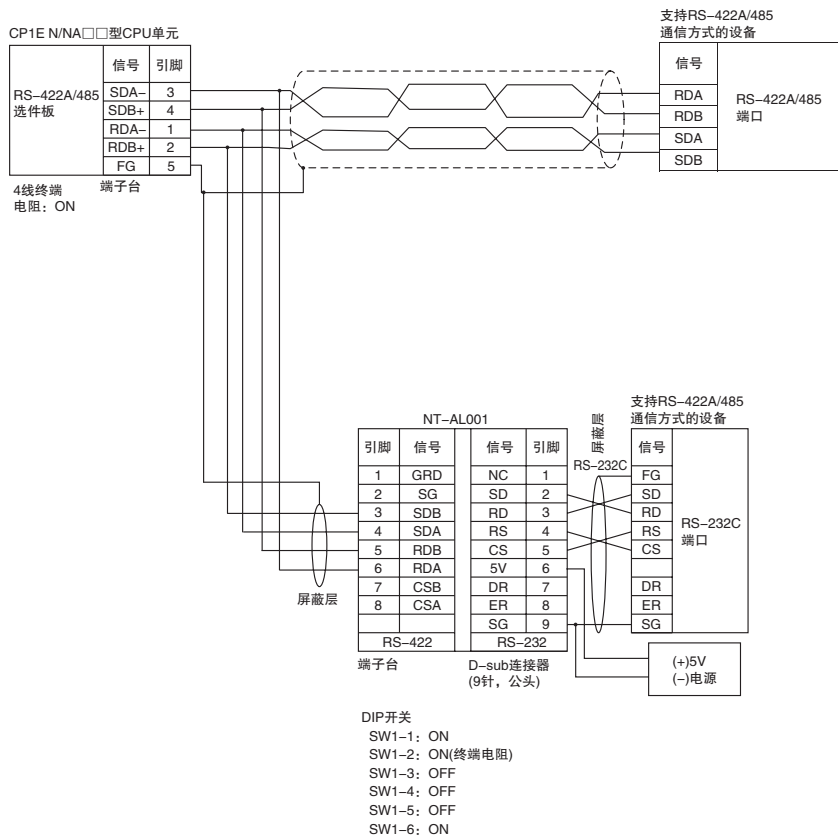 CP1E N/NA□□型CPU单元
RS-422A/485
选件板
信号 引脚
SDA- 3
SDB+ 4
RDA- 1
RDB+ 2
FG 5
4线终端
电阻：ON
端子台
支持RS-422A/485
通信方式的设备
信号
RDA
RDB
SDA
SDB
RS-422A/485
端口
NT-AL001
引脚 信号 信号 引脚
1 GRD NC 1
2 SG SD 2
3 SDB RD 3
4 SDA RS 4
5 RDB CS 5
6 RDA 5V 6
7 CSB DR 7
8 CSA ER 8
SG 9
RS-422 RS-232
端子台
D-sub连接器
(9针，公头)
屏蔽层
屏蔽层
RS-232C
支持RS-422A/485
通信方式的设备
信号
FG
SD
RD
RS
CS
DR
ER
SG
RS-232C
端口
(+)5V
(-)电源
DIP开关
SW1-1：ON
SW1-2：ON(终端电阻)
SW1-3：OFF
SW1-4：OFF
SW1-5：OFF
SW1-6：ON